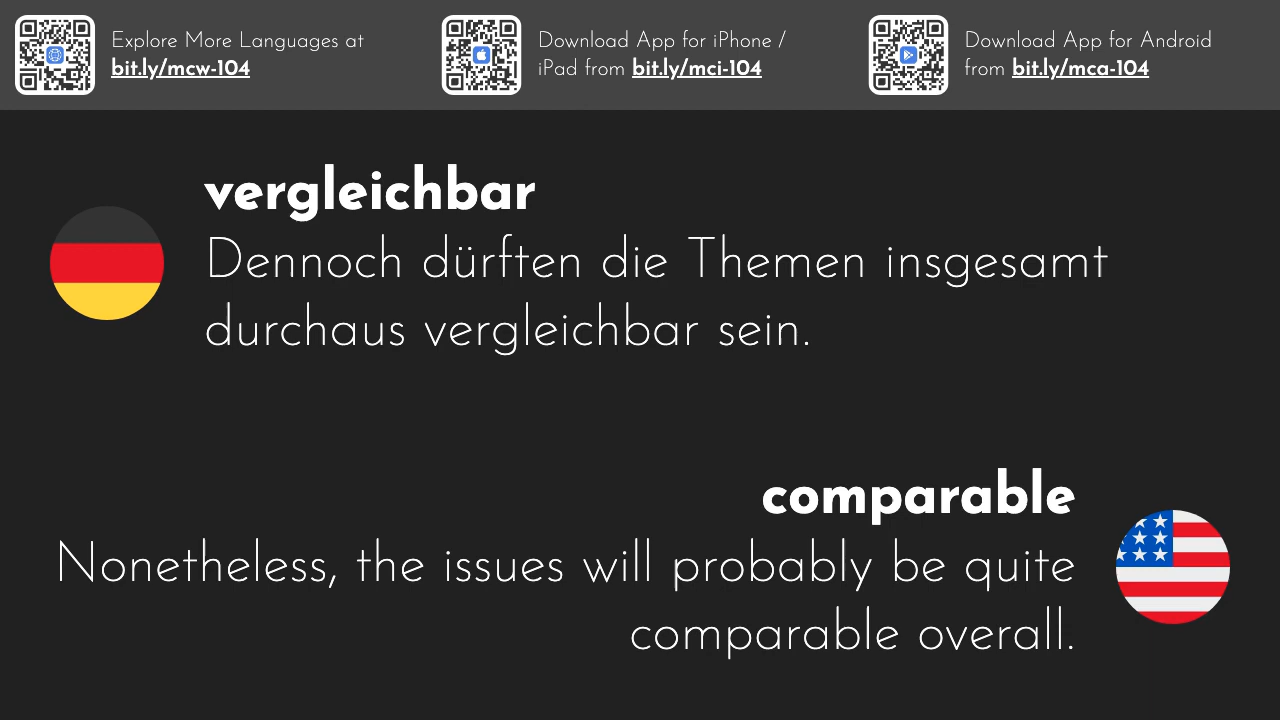 Explore More Languages at
bit.ly/mcw-104
Download App for iPhone /
iPad from bit.ly/mci-104
Download App for Android
from bit.ly/mca-104
vergleichbar
Dennoch dürften die Themen insgesamt
durchaus vergleichbar sein.
comparable
Nonetheless, the issues will probably be quite
comparable overall.